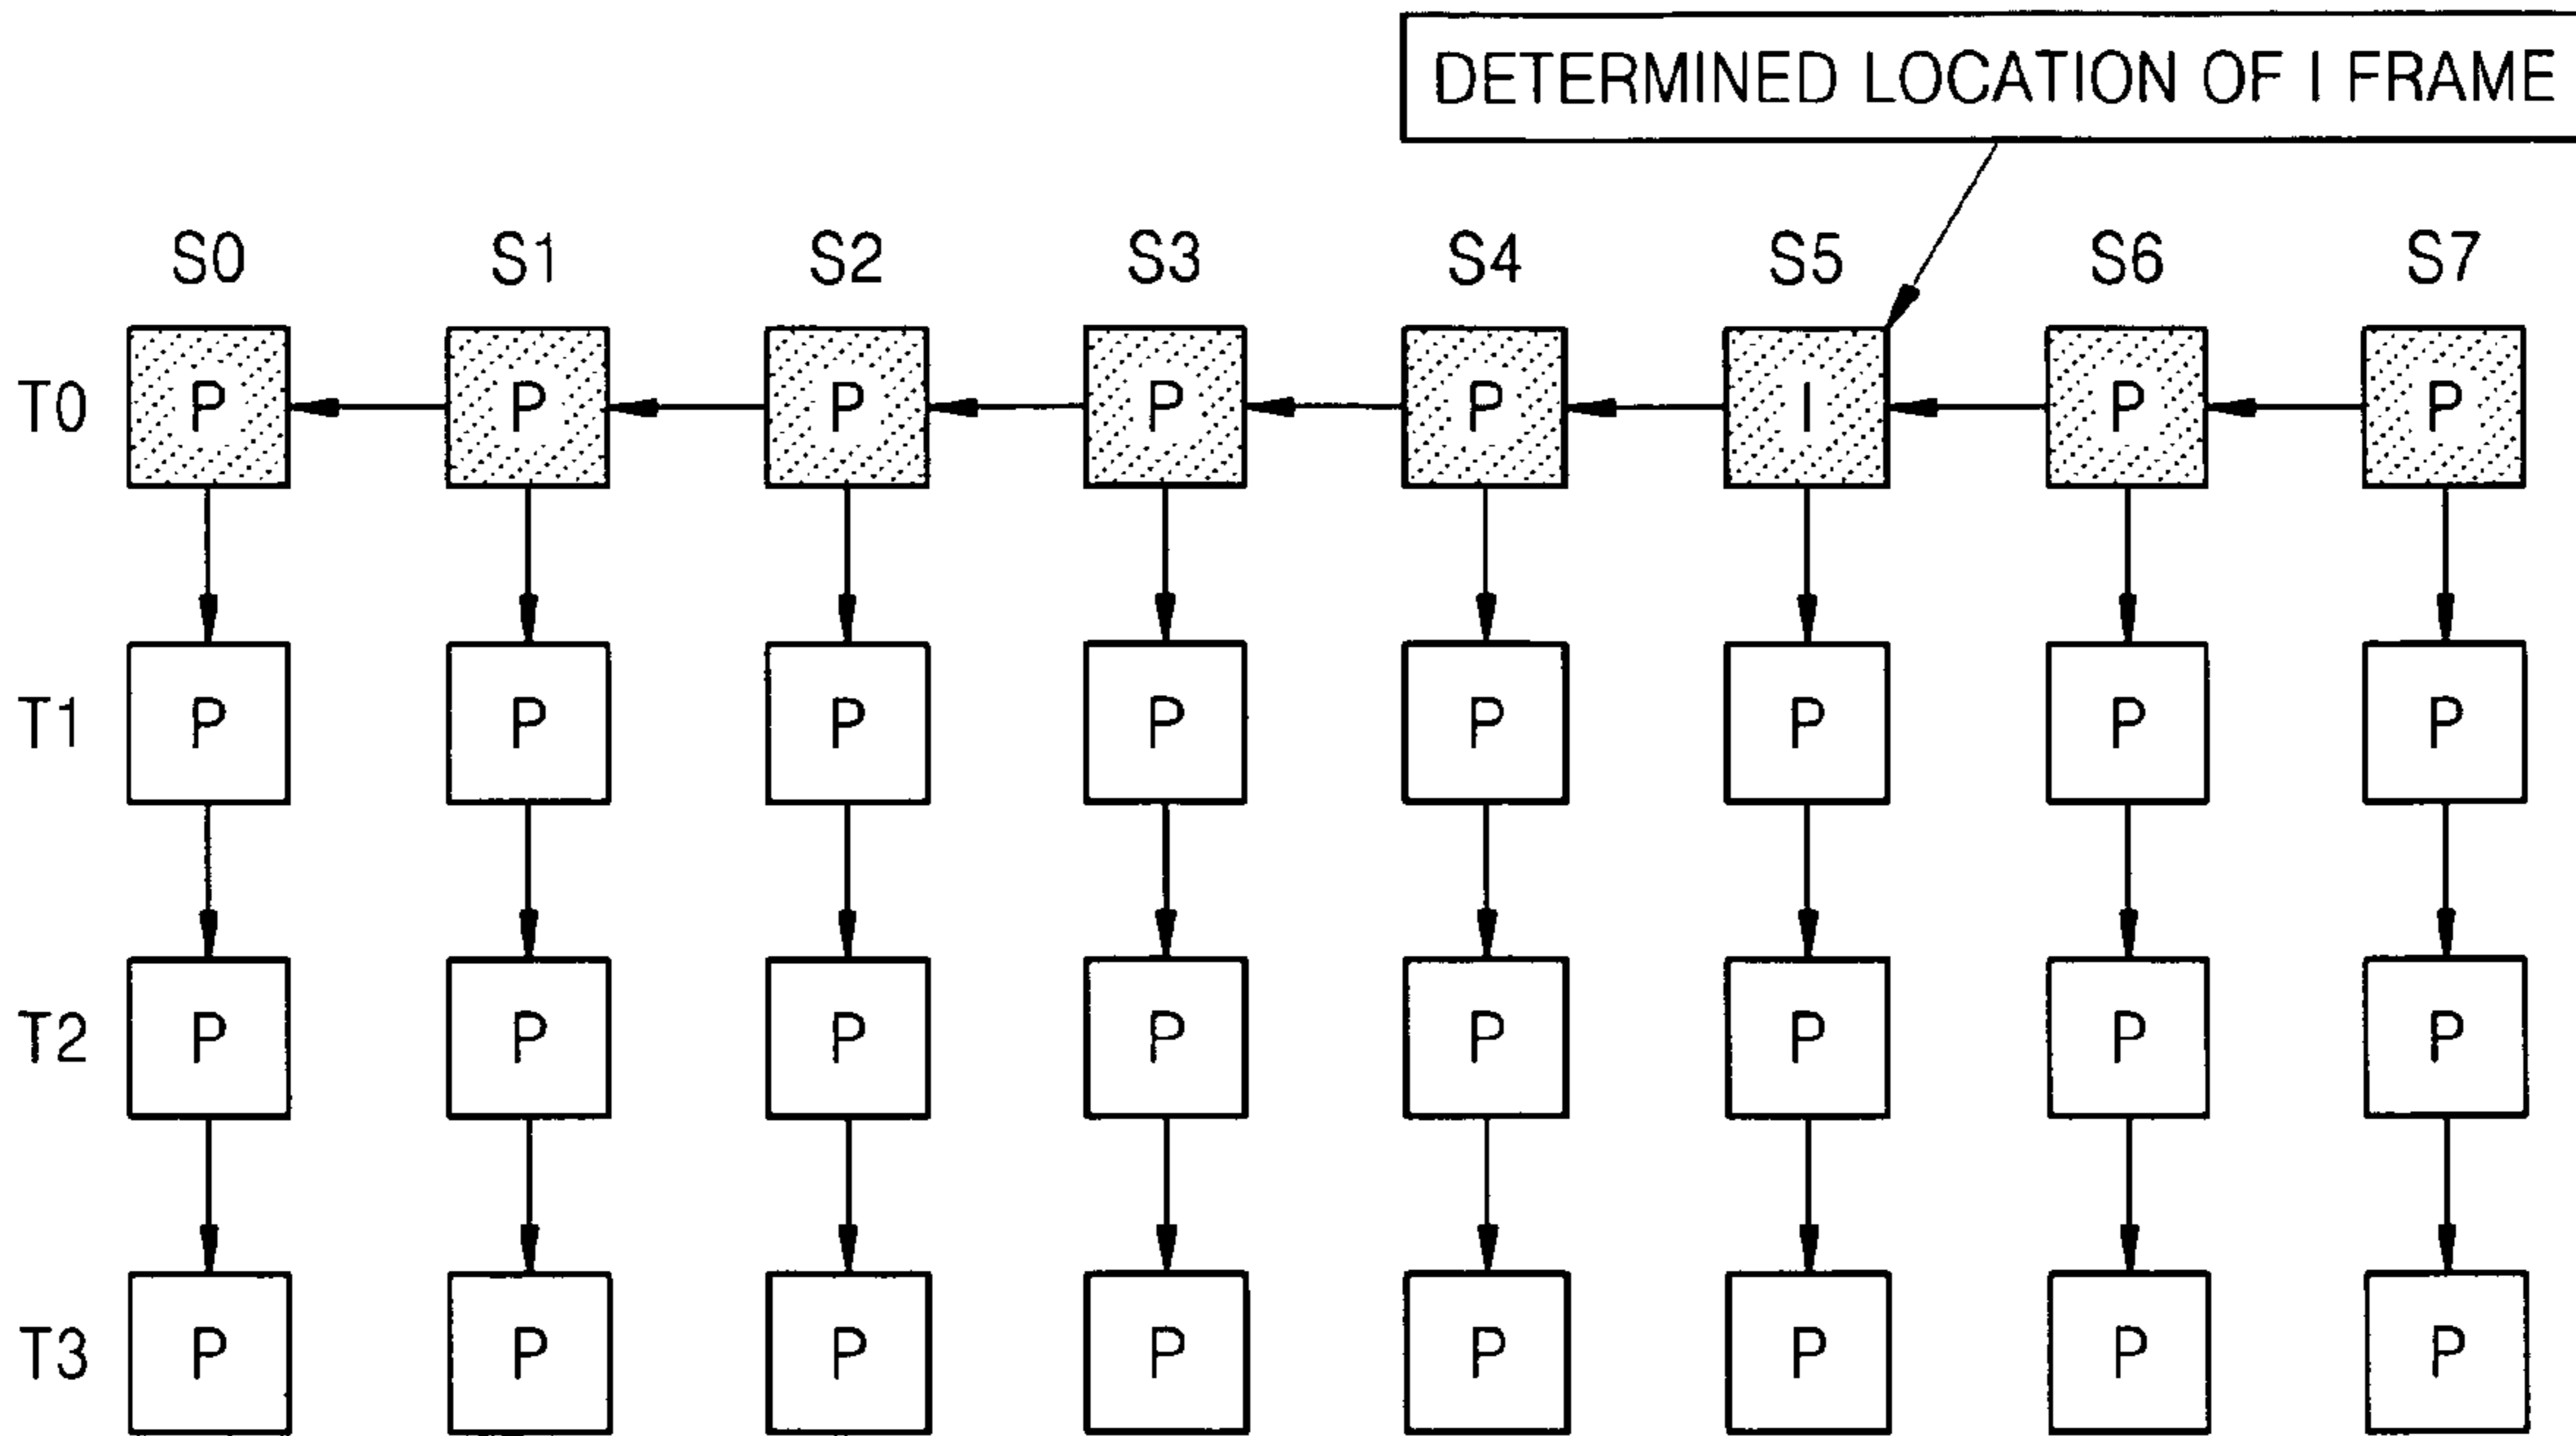 DETERMINED LOCATION OF I FRAME
S0 S1 S2 S3 S4 S5 S6 S7
T0 P P P P P I P P
T1 P P P P P P P P
T2 P P P P P P P P
T3 P P P P P P P P